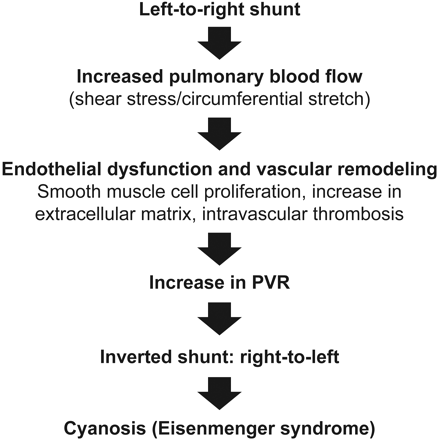 Left-to-right shunt
Increased pulmonary blood flow
(shear stress/circumferential stretch)
Endothelial dysfunction and vascular remodeling
Smooth muscle cell proliferation, increase in
extracellular matrix, intravascular thrombosis
Increase in PVR
Inverted shunt: right-to-left
Cyanosis (Eisenmenger syndrome)